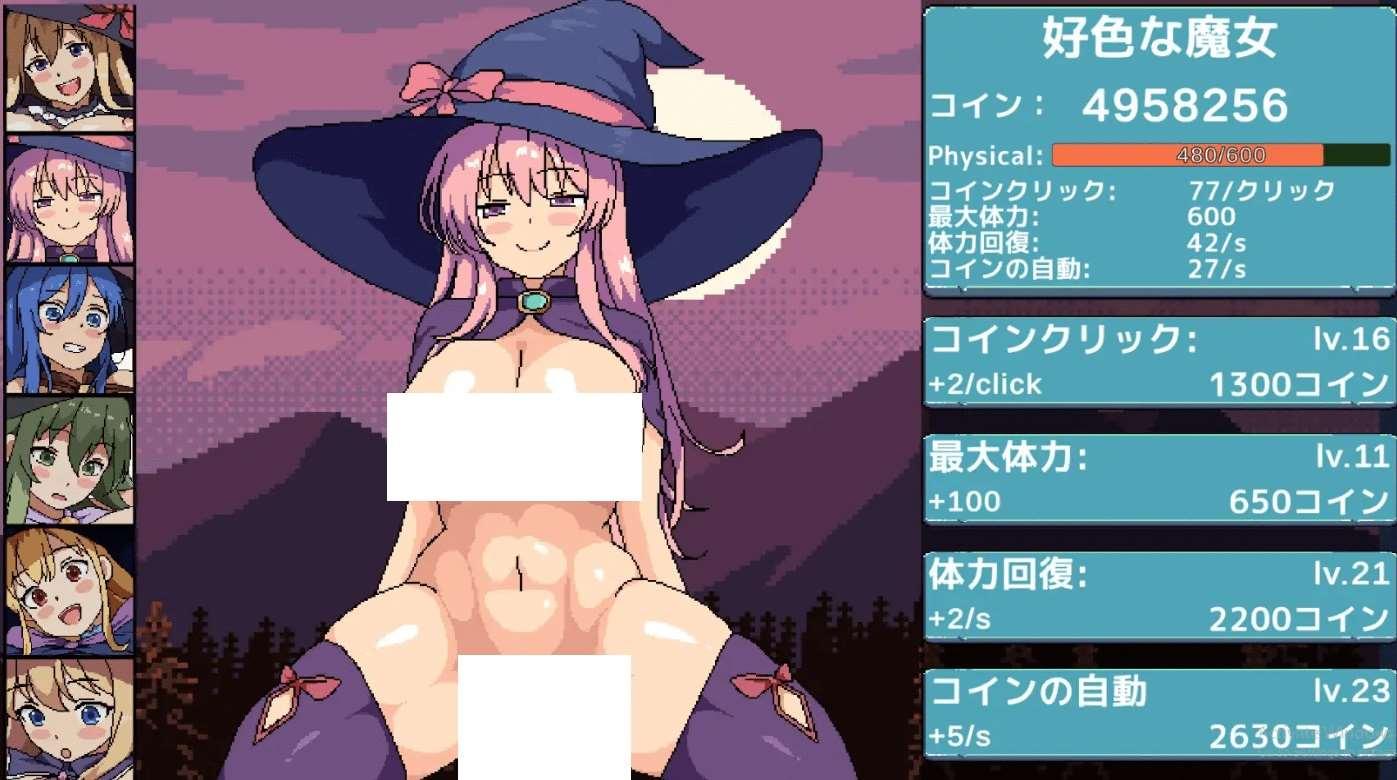 好色な魔女
コイン： 4958256
Physical: 480/600
コインクリック: 77/クリック
最大体力: 600
体力回復: 42/s
コインの自動: 27/s
コインクリック: lv.16
+2/click 1300コイン
最大体力: lv.11
+100 650コイン
体力回復: lv.21
+2/s 2200コイン
コインの自動 lv.23
+5/s 2630コイン